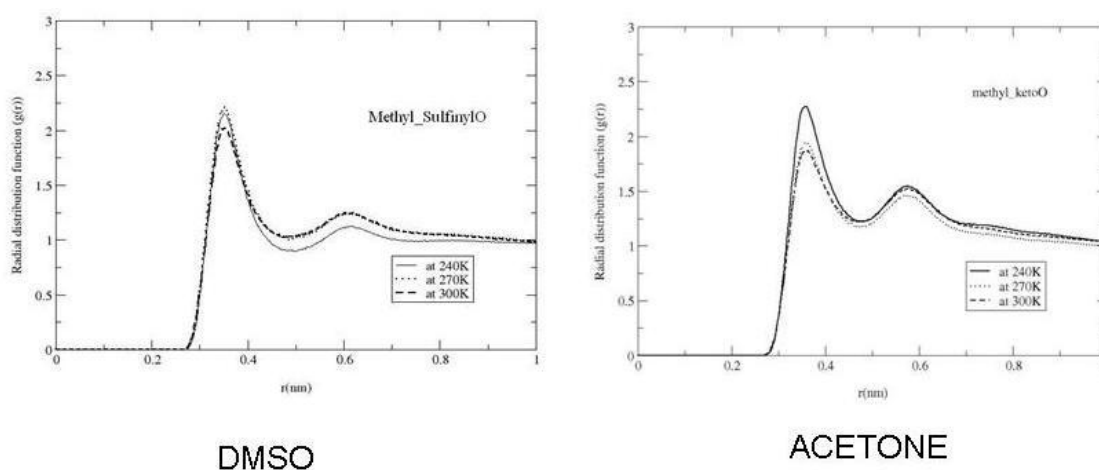 3
2.5
2
1.5
1
0.5
0
Radial distribution function (g(r))
Methyl_SulfinylO
at 240K
at 270K
at 300K
0 0.2 0.4 0.6 0.8 1
r(nm)
DMSO
3
2.5
2
1.5
1
0.5
0
Radial distribution function (g(r))
methyl_ketoO
at 240K
at 270K
at 300K
0 0.2 0.4 0.6 0.8
r(nm)
ACETONE